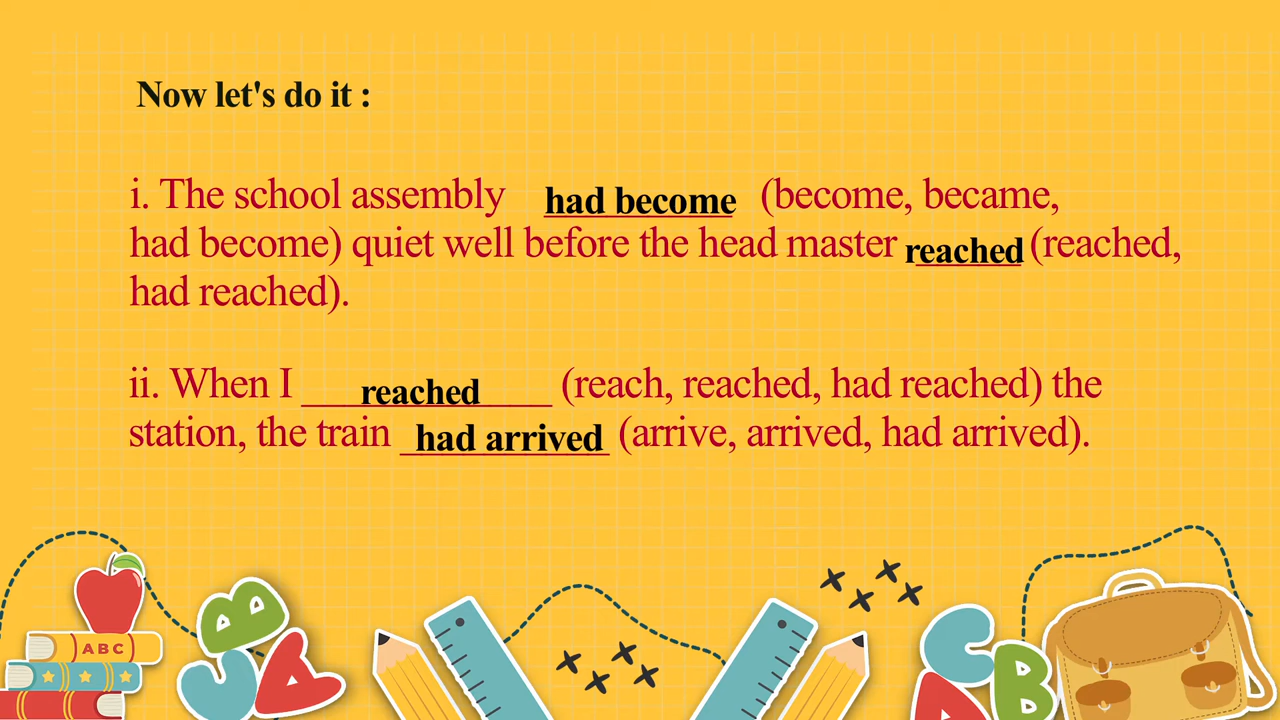 Now let's do it :
i. The school assembly had become (become, became,
had become) quiet well before the head master reached (reached,
had reached).
ii. When I reached (reach, reached, had reached) the
station, the train had arrived (arrive, arrived, had arrived).
ABC
B
C
A
C
B
A